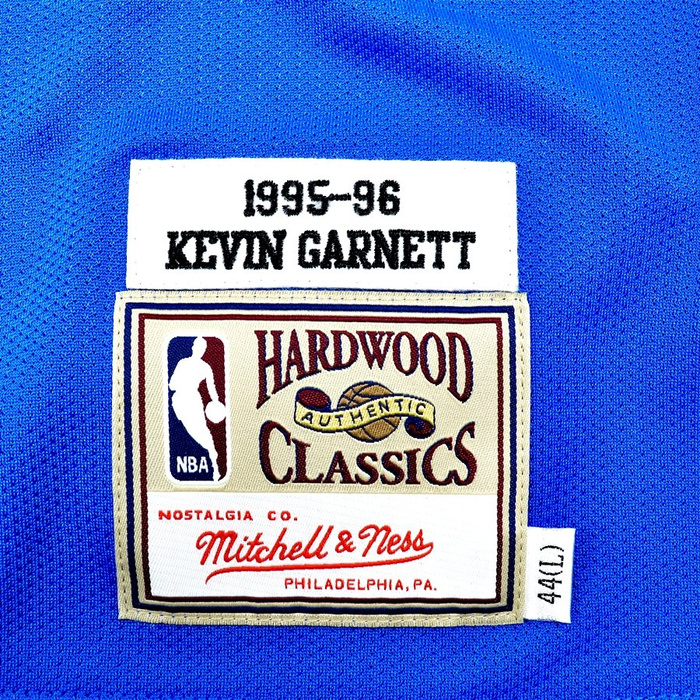 1995-96
KEVIN GARNETT
HARDWOOD
AUTHENTIC
CLASSICS
NBA
NOSTALGIA CO.
Mitchell & Ness
PHILADELPHIA, PA.
44(L)